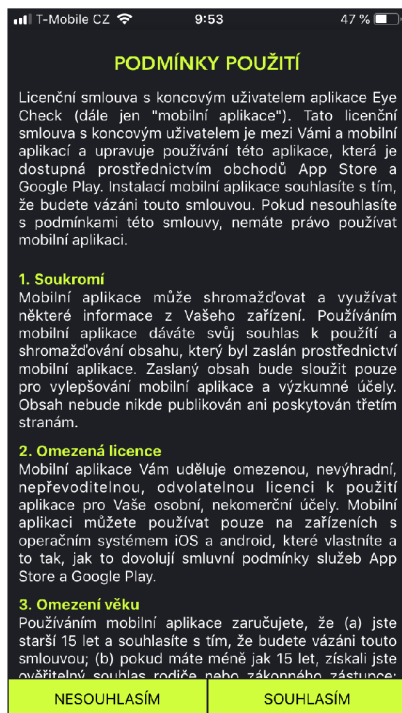 T-Mobile CZ 9:53 47 %
PODMÍNKY POUŽITÍ
Licenční smlouva s koncovým uživatelem aplikace Eye
Check (dále jen "mobilní aplikace"). Tato licenční
smlouva s koncovým uživatelem je mezi Vámi a mobilní
aplikací a upravuje používání této aplikace, která je
dostupná prostřednictvím obchodů App Store a
Google Play. Instalací mobilní aplikace souhlasíte s tím,
že budete vázáni touto smlouvou. Pokud nesouhlasíte
s podmínkami této smlouvy, nemáte právo používat
mobilní aplikaci.
1. Soukromí
Mobilní aplikace může shromažďovat a využívat
některé informace z Vašeho zařízení. Používáním
mobilní aplikace dáváte svůj souhlas k použítí a
shromažďování obsahu, který byl zaslán prostřednictví
mobilní aplikace. Zaslaný obsah bude sloužit pouze
pro vylepšování mobilní aplikace a výzkumné účely.
Obsah nebude nikde publikován ani poskytován třetím
stranám.
2. Omezená licence
Mobilní aplikace Vám uděluje omezenou, nevýhradní,
nepřevoditelnou, odvolatelnou licenci k použití
aplikace pro Vaše osobní, nekomerční účely. Mobilní
aplikaci můžete používat pouze na zařízeních s
operačním systémem iOS a android, které vlastníte a
to tak, jak to dovolují smluvní podmínky služeb App
Store a Google Play.
3. Omezení věku
Používáním mobilní aplikace zaručujete, že (a) jste
starší 15 let a souhlasíte s tím, že budete vázáni touto
smlouvou; (b) pokud máte méně jak 15 let, získali jste
ověřitelný souhlas rodiče nebo zákonného zástupce;
NESOUHLASÍM SOUHLASÍM